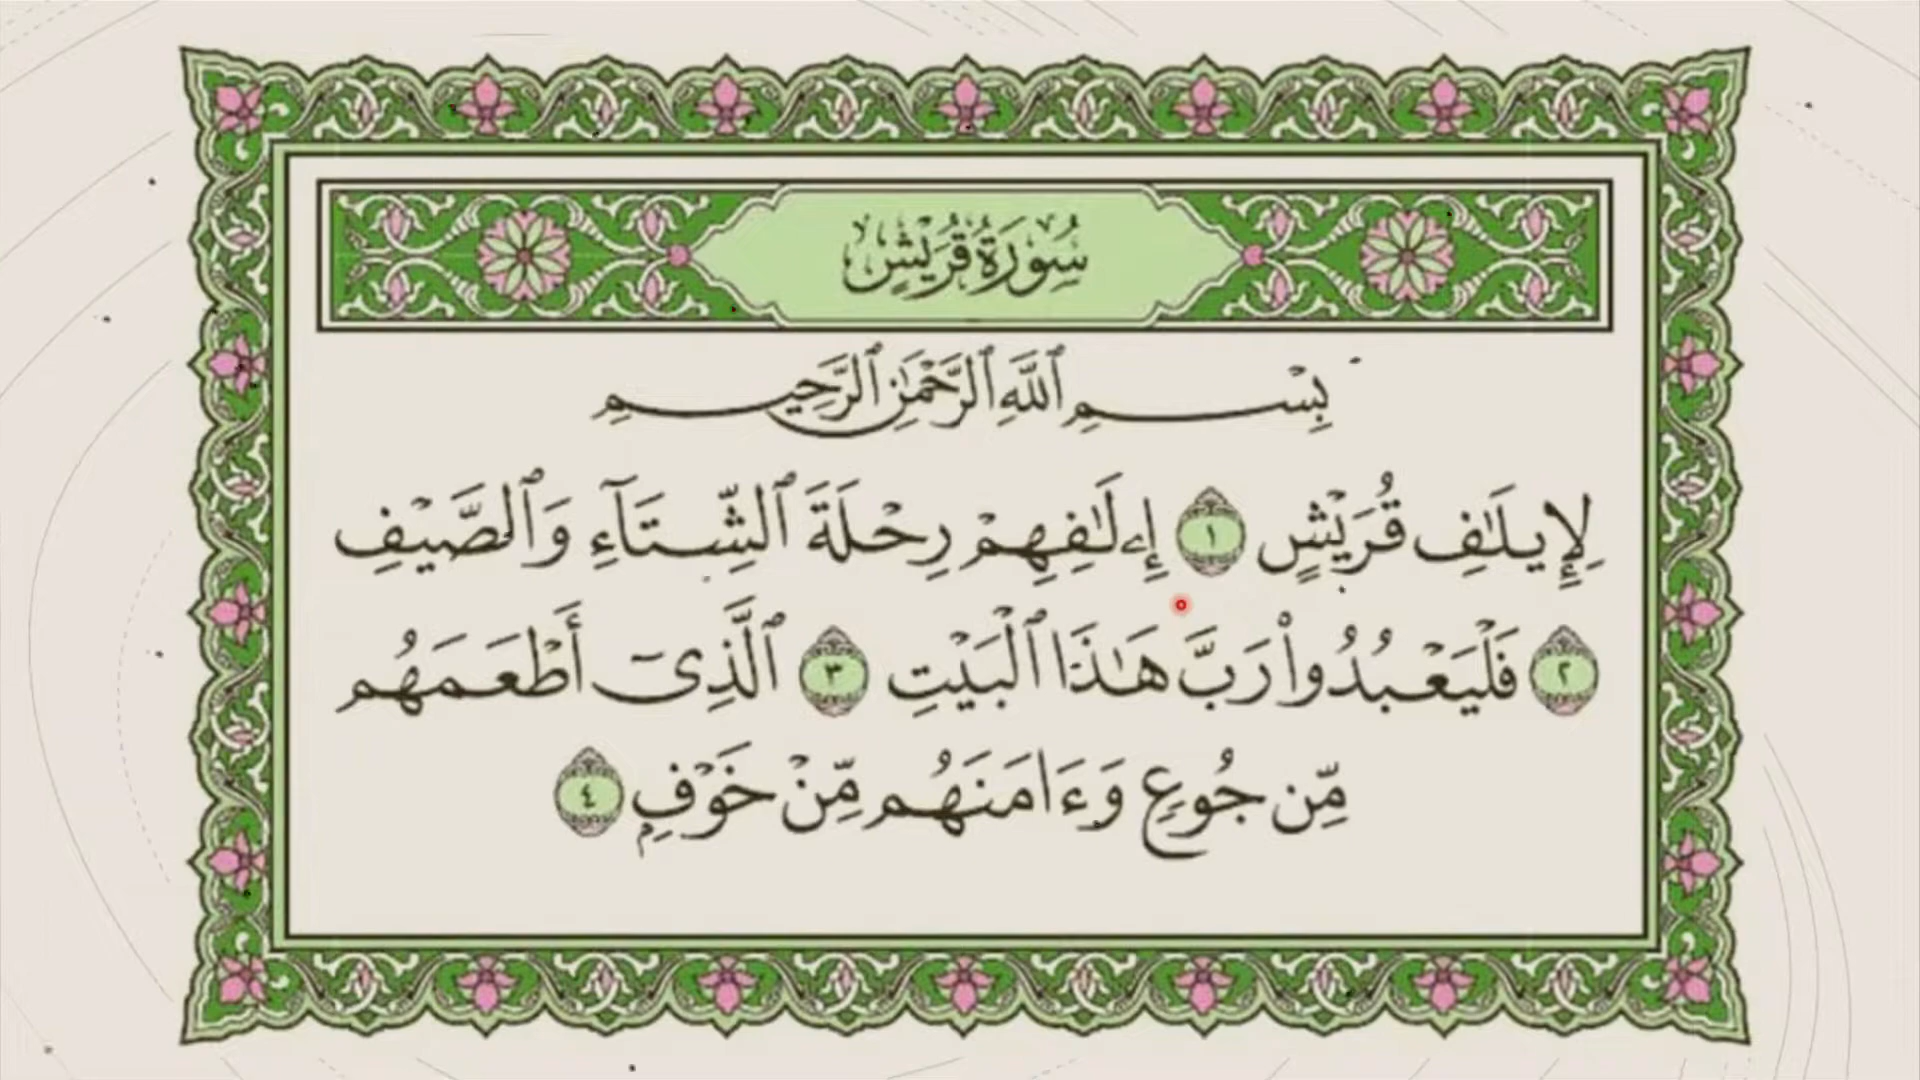 سُورَةُ قُرَيْشٍ
بِسْمِ ٱللَّهِ ٱلرَّحْمَٰنِ ٱلرَّحِيمِ
لِإِيلَٰفِ قُرَيْشٍ ١ إِۦلَٰفِهِمْ رِحْلَةَ ٱلشِّتَآءِ وَٱلصَّيْفِ
٢ فَلْيَعْبُدُوا۟ رَبَّ هَٰذَا ٱلْبَيْتِ ٣ ٱلَّذِىٓ أَطْعَمَهُم
مِّن جُوعٍ وَءَامَنَهُم مِّنْ خَوْفٍۭ ٤